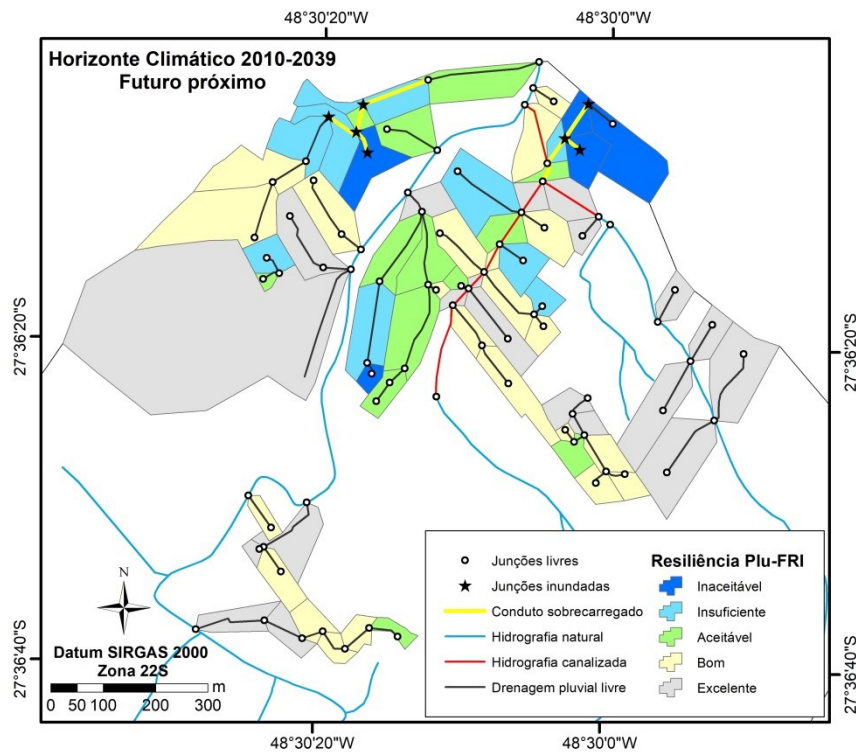 48°30'20"W 48°30'0"W
Horizonte Climático 2010-2039
Futuro próximo
27°36'20"S 27°36'20"S
Junções livres
Junções inundadas
Conduto sobrecarregado
Hidrografia natural
Hidrografia canalizada
Drenagem pluvial livre
Resiliência Plu-FRI
Inaceitável
Insuficiente
Aceitável
Bom
Excelente
N
Datum SIRGAS 2000
Zona 22S
m
0 50 100 200 300
27°36'40"S 27°36'40"S
48°30'20"W 48°30'0"W